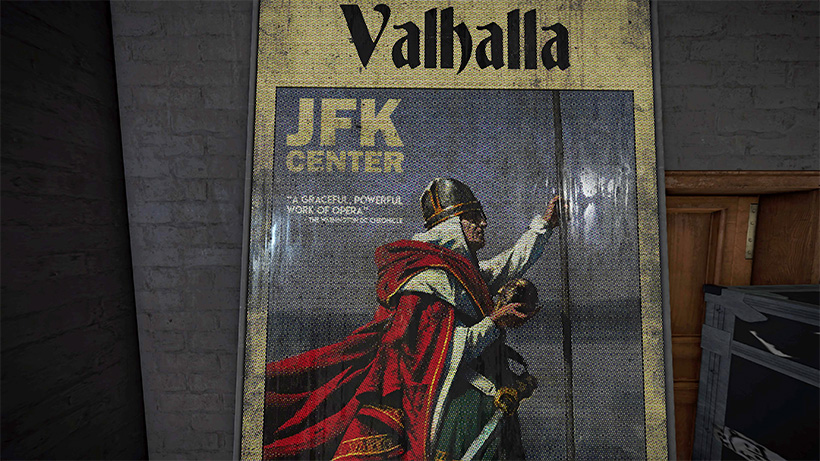 Valhalla
JFK
CENTER
"A GRACEFUL, POWERFUL
WORK OF OPERA"
THE WASHINGTON DC CHRONICLE